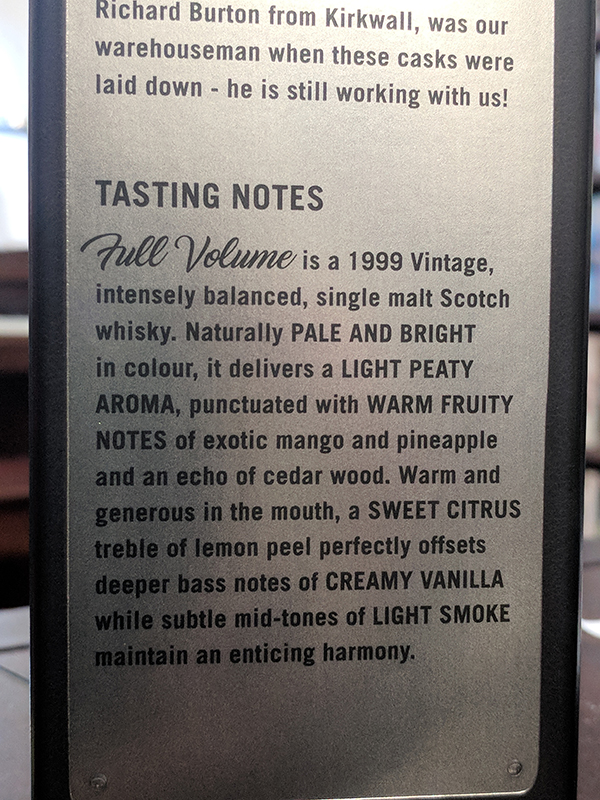 Richard Burton from Kirkwall, was our
warehouseman when these casks were
laid down - he is still working with us!
TASTING NOTES
Full Volume is a 1999 Vintage,
intensely balanced, single malt Scotch
whisky. Naturally PALE AND BRIGHT
in colour, it delivers a LIGHT PEATY
AROMA, punctuated with WARM FRUITY
NOTES of exotic mango and pineapple
and an echo of cedar wood. Warm and
generous in the mouth, a SWEET CITRUS
treble of lemon peel perfectly offsets
deeper bass notes of CREAMY VANILLA
while subtle mid-tones of LIGHT SMOKE
maintain an enticing harmony.